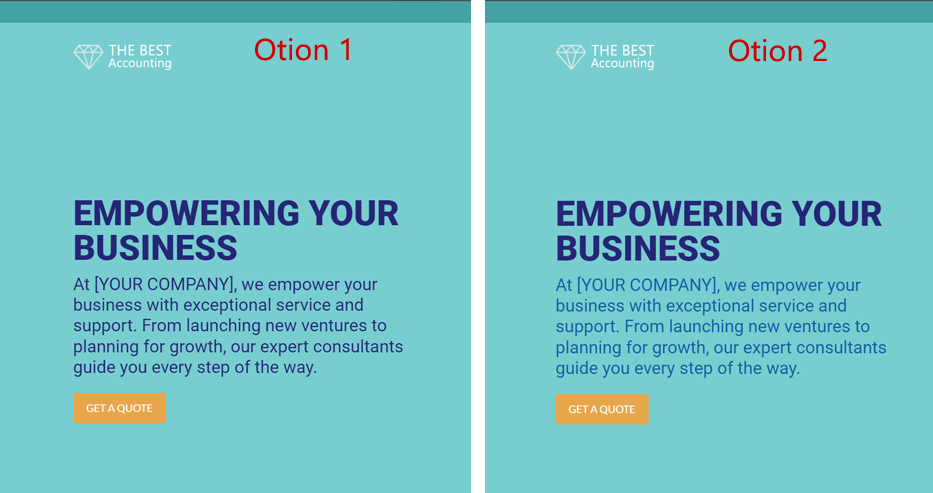 THE BEST
Accounting
Otion 1
EMPOWERING YOUR
BUSINESS
At [YOUR COMPANY], we empower your
business with exceptional service and
support. From launching new ventures to
planning for growth, our expert consultants
guide you every step of the way.
GET A QUOTE
THE BEST
Accounting
Otion 2
EMPOWERING YOUR
BUSINESS
At [YOUR COMPANY], we empower your
business with exceptional service and
support. From launching new ventures to
planning for growth, our expert consultants
guide you every step of the way.
GET A QUOTE